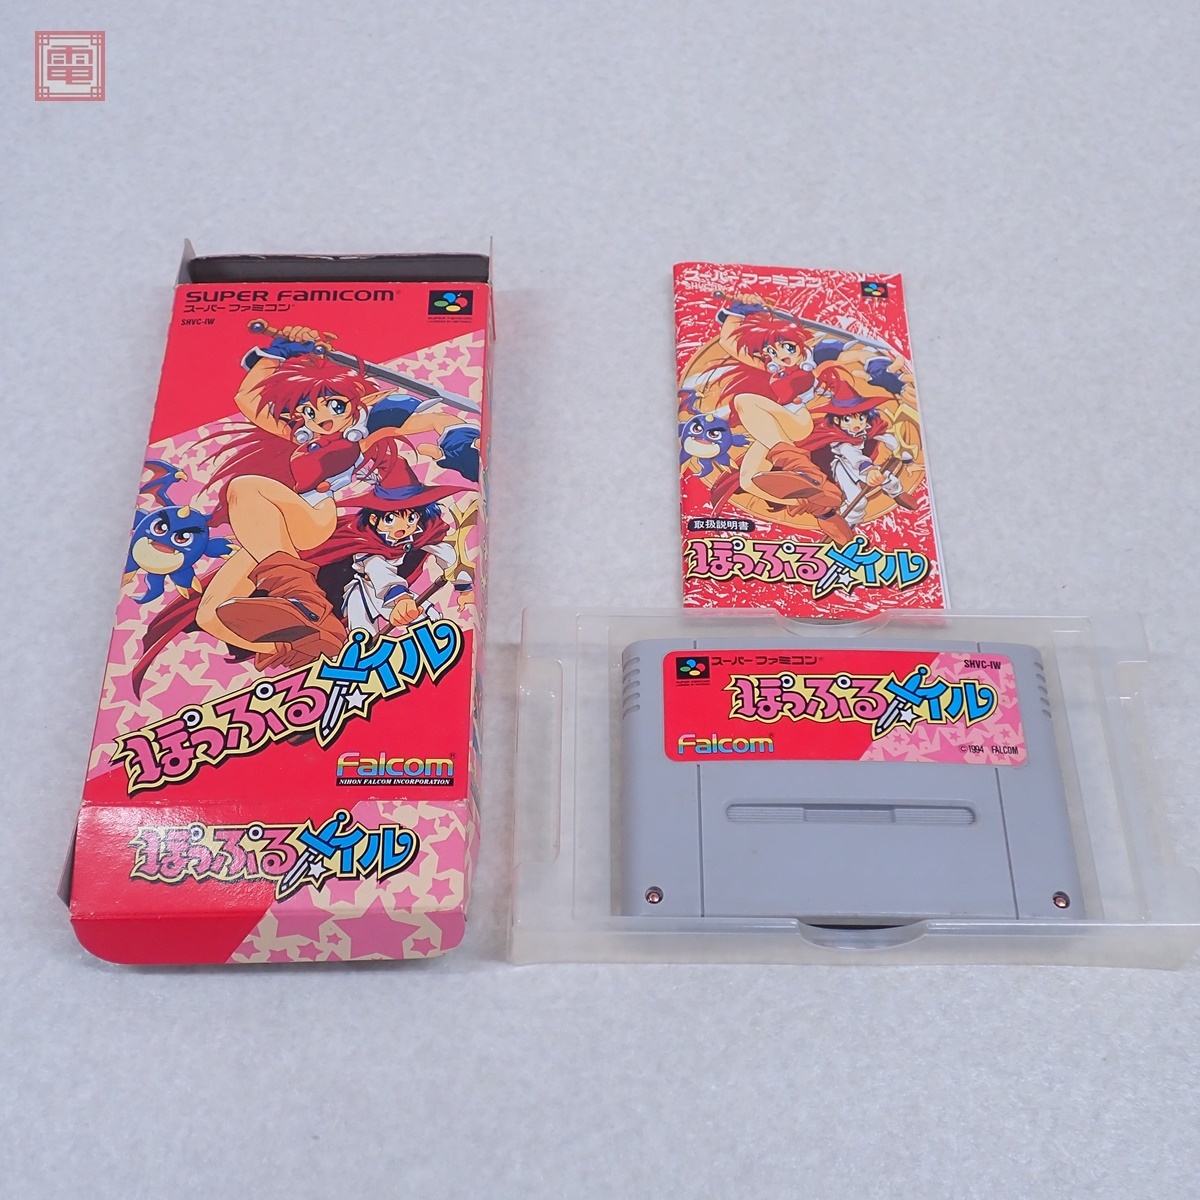 電
SUPER FAMICOM
スーパーファミコン
SHVC-IW
ぽっぷるメイル
Falcom
NIHON FALCOM INCORPORATION
ぽっぷるメイル
スーパーファミコン
SHVC-IW
取扱説明書
ぽっぷるメイル
スーパーファミコン
SHVC-IW
ぽっぷるメイル
Falcom
©1994 FALCOM